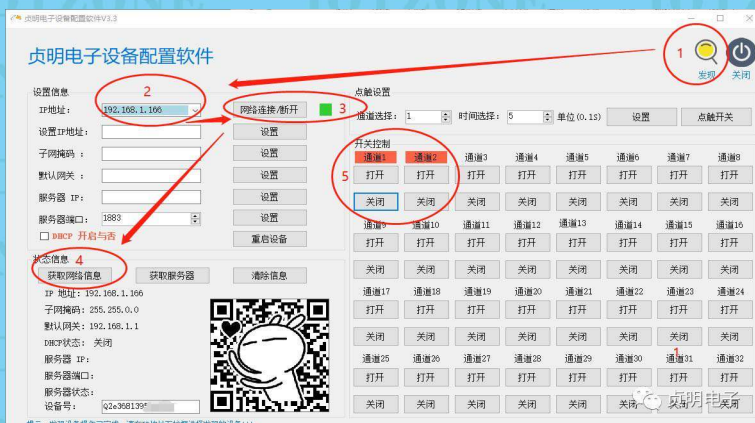 贞明电子设备配置软件V3.3
贞明电子设备配置软件
1
发现 关闭
设置信息
2
IP地址: 192.168.1.166 网络连接/断开 3
设置IP地址: 设置
子网掩码 : 设置
默认网关 : 设置
服务器 IP: 设置
服务器端口: 1883 设置
DHCP 开启与否 重启设备
点触设置
通道选择: 1 时间选择: 5 单位(0.1S) 设置 点触开关
开关控制
通道1 通道2 通道3 通道4 通道5 通道6 通道7 通道8
5 打开 打开 打开 打开 打开 打开 打开 打开
关闭 关闭 关闭 关闭 关闭 关闭 关闭 关闭
通道9 通道10 通道11 通道12 通道13 通道14 通道15 通道16
打开 打开 打开 打开 打开 打开 打开 打开
关闭 关闭 关闭 关闭 关闭 关闭 关闭 关闭
通道17 通道18 通道19 通道20 通道21 通道22 通道23 通道24
打开 打开 打开 打开 打开 打开 打开 打开
关闭 关闭 关闭 关闭 关闭 关闭 关闭 关闭
通道25 通道26 通道27 通道28 通道29 通道30 通道31 通道32
1
打开 打开 打开 打开 打开 打开 打开 打开
关闭 关闭 关闭 关闭 关闭 关闭 关闭 关闭
贞明电子
状态信息 4
获取网络信息 获取服务器 清除信息
IP 地址: 192.168.1.166
子网掩码: 255.255.0.0
默认网关: 192.168.1.1
DHCP状态: 关闭
服务器 IP:
服务器端口:
服务器状态:
设备号: Q2e3681395